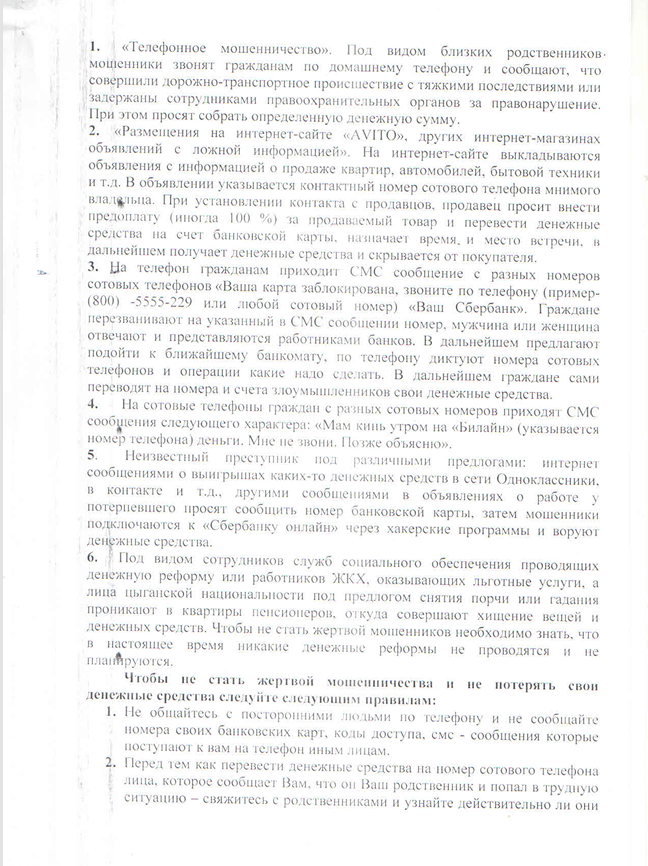 1. «Телефонное мошенничество». Под видом близких родственников-
мошенники звонят гражданам по домашнему телефону и сообщают, что
совершили дорожно-транспортное происшествие с тяжкими последствиями или
задержаны сотрудниками правоохранительных органов за правонарушение.
При этом просят собрать определенную денежную сумму.
2. «Размещения на интернет-сайте «AVITO», других интернет-магазинах
объявлений с ложной информацией». На интернет-сайте выкладываются
объявления с информацией о продаже квартир, автомобилей, бытовой техники
и т.д. В объявлении указывается контактный номер сотового телефона мнимого
владельца. При установлении контакта с продавцов, продавец просит внести
предоплату (иногда 100 %) за продаваемый товар и перевести денежные
средства на счет банковской карты, назначает время и место встречи, в
дальнейшем получает денежные средства и скрывается от покупателя.
3. На телефон гражданам приходит СМС сообщение с разных номеров
сотовых телефонов «Ваша карта заблокирована, звоните по телефону (пример-
(800) -5555-229 или любой сотовый номер) «Ваш Сбербанк». Граждане
перезванивают на указанный в СМС сообщении номер, мужчина или женщина
отвечают и представляются работниками банков. В дальнейшем предлагают
подойти к ближайшему банкомату, по телефону диктуют номера сотовых
телефонов и операции какие надо сделать. В дальнейшем граждане сами
переводят на номера и счета злоумышленников свои денежные средства.
4. На сотовые телефоны граждан с разных сотовых номеров приходят СМС
сообщения следующего характера: «Мам кинь утром на «Билайн» (указывается
номер телефона) деньги. Мне не звони. Позже объясню».
5. Неизвестный преступник под различными предлогами: интернет
сообщениями о выигрышах каких-то денежных средств в сети Одноклассники,
в контакте и т.д., другими сообщениями в объявлениях о работе у
потерпевшего просят сообщить номер банковской карты, затем мошенники
подключаются к «Сбербанку онлайн» через хакерские программы и воруют
денежные средства.
6. Под видом сотрудников служб социального обеспечения проводящих
денежную реформу или работников ЖКХ, оказывающих льготные услуги, а
лица цыганской национальности под предлогом снятия порчи или гадания
проникают в квартиры пенсионеров, откуда совершают хищение вещей и
денежных средств. Чтобы не стать жертвой мошенников необходимо знать, что
в настоящее время никакие денежные реформы не проводятся и не
планируются.
Чтобы не стать жертвой мошенничества и не потерять свои
денежные средства следуйте следующим правилам:
1. Не общайтесь с посторонними людьми по телефону и не сообщайте
номера своих банковских карт, коды доступа, смс - сообщения которые
поступают к вам на телефон иным лицам.
2. Перед тем как перевести денежные средства на номер сотового телефона
лица, которое сообщает Вам, что он Ваш родственник и попал в трудную
ситуацию – свяжитесь с родственниками и узнайте действительно ли они